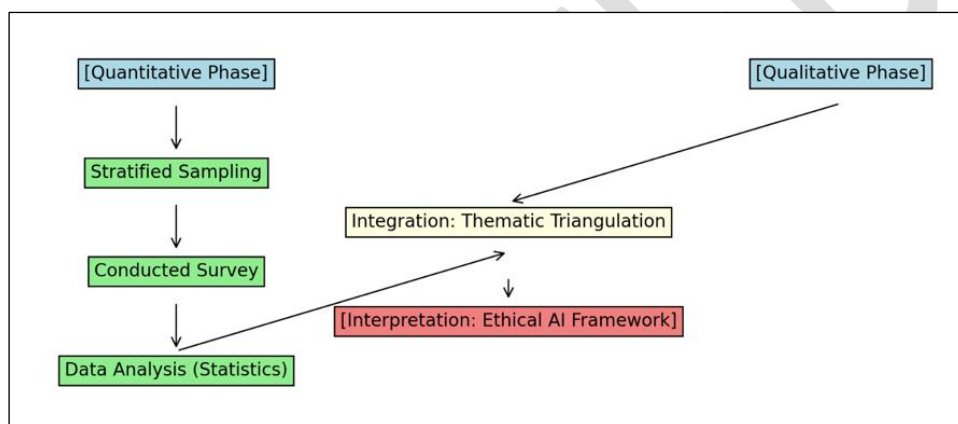 [Quantitative Phase]
[Qualitative Phase]
Stratified Sampling
Integration: Thematic Triangulation
Conducted Survey
[Interpretation: Ethical AI Framework]
Data Analysis (Statistics)